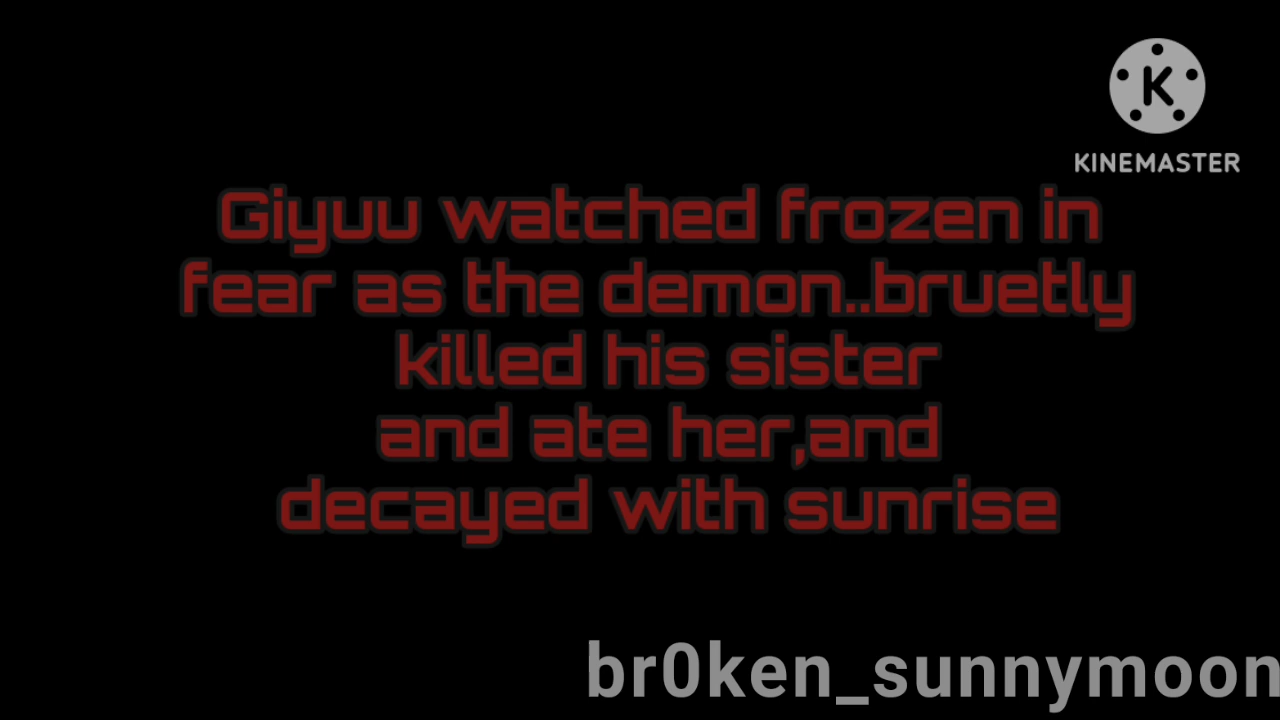 K
KINEMASTER
Giyuu watched frozen in
fear as the demon..bruetly
killed his sister
and ate her,and
decayed with sunrise
br0ken_sunnymoon